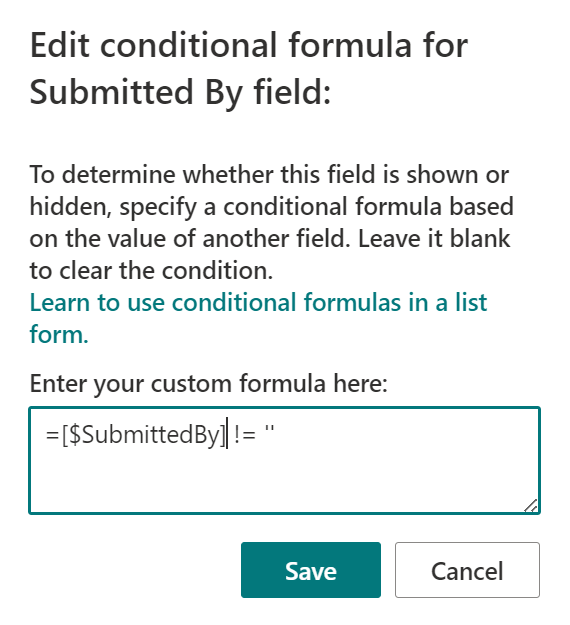 Edit conditional formula for
Submitted By field:
To determine whether this field is shown or
hidden, specify a conditional formula based
on the value of another field. Leave it blank
to clear the condition.
Learn to use conditional formulas in a list
form.
Enter your custom formula here:
=[$SubmittedBy] != ''
Save
Cancel